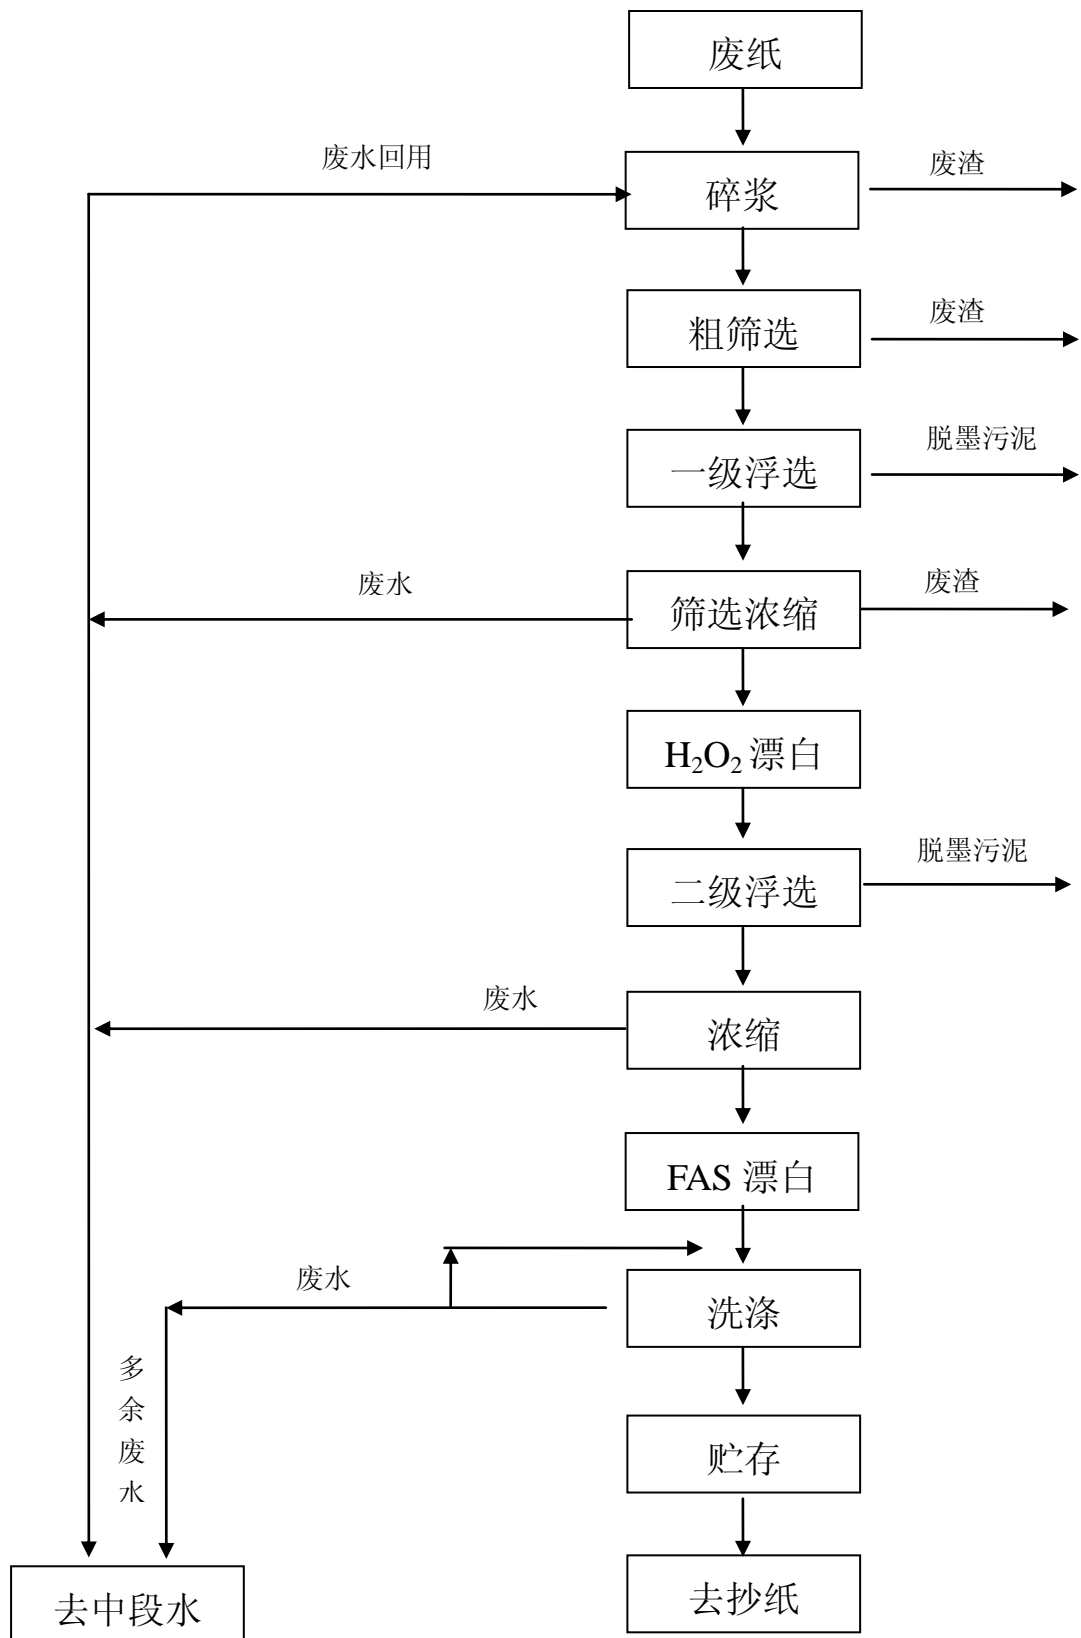 废纸
废水回用
碎浆
废渣
粗筛选
废渣
一级浮选
脱墨污泥
废水
筛选浓缩
废渣
H₂O₂ 漂白
二级浮选
脱墨污泥
废水
浓缩
FAS 漂白
废水
洗涤
多余废水
贮存
去中段水
去抄纸